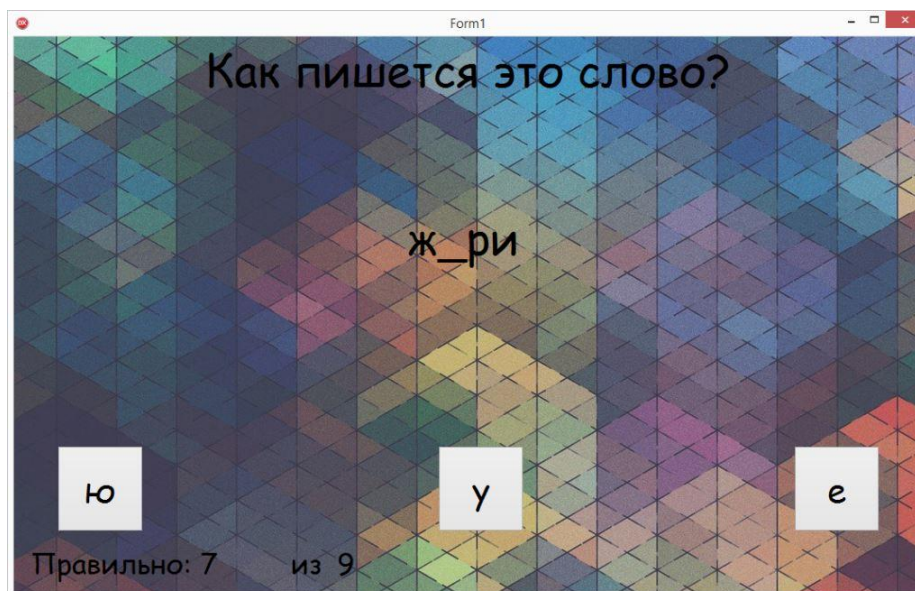 Form1
Как пишется это слово?
ж_ри
ю у е
Правильно: 7 из 9